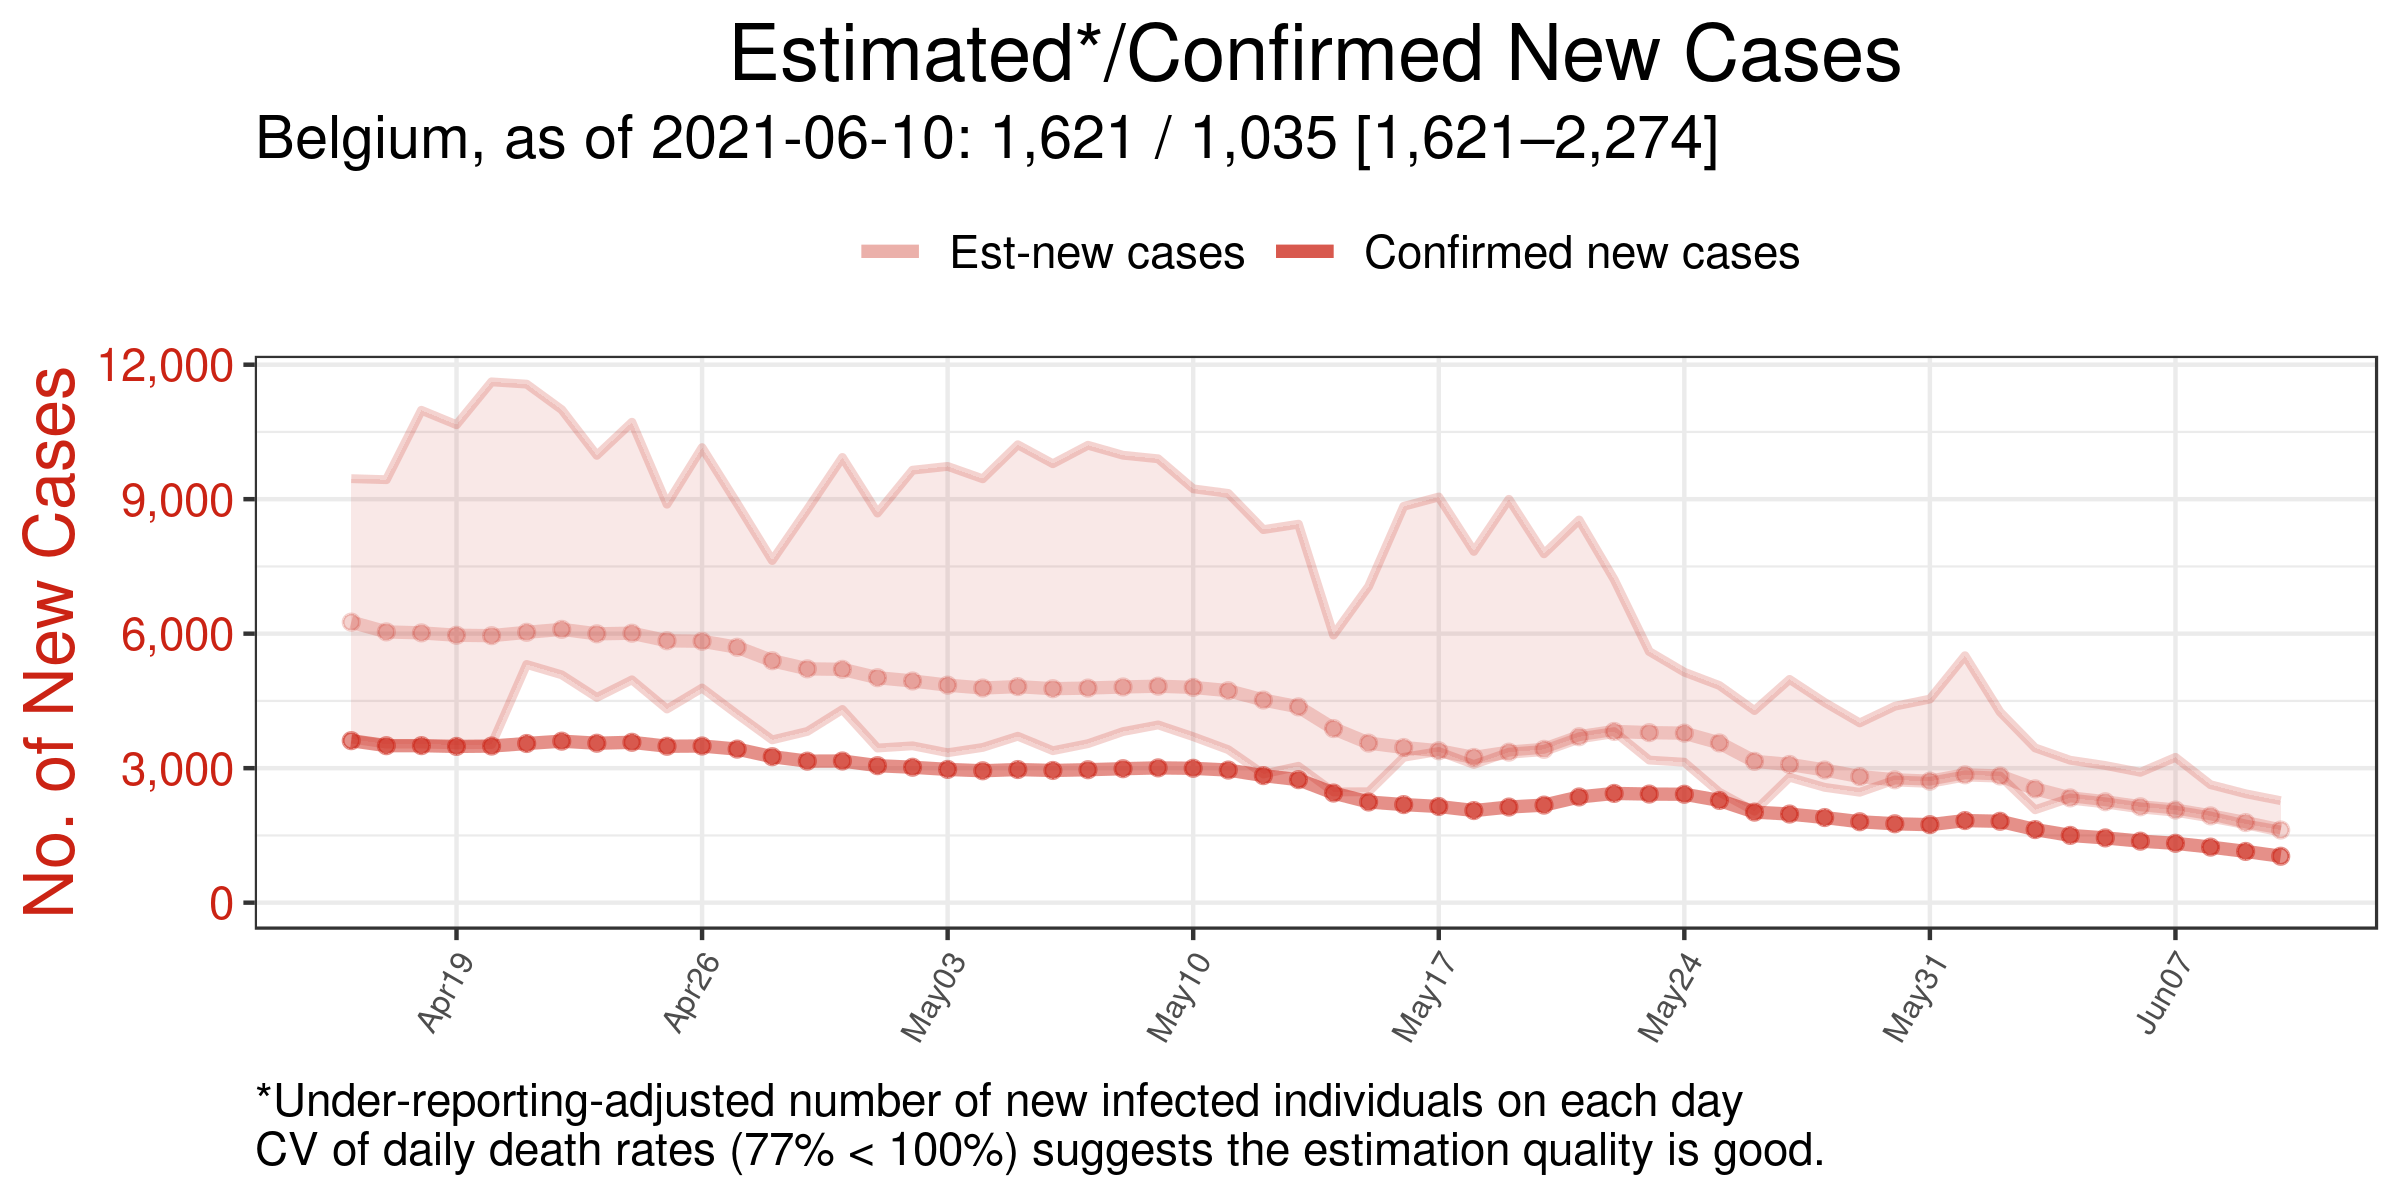 Estimated*/Confirmed New Cases
Belgium, as of 2021-06-10: 1,621 / 1,035 [1,621–2,274]
Est-new cases Confirmed new cases
No. of New Cases
12,000
9,000
6,000
3,000
0
Apr19 Apr26 May03 May10 May17 May24 May31 Jun07
*Under-reporting-adjusted number of new infected individuals on each day
CV of daily death rates (77% < 100%) suggests the estimation quality is good.